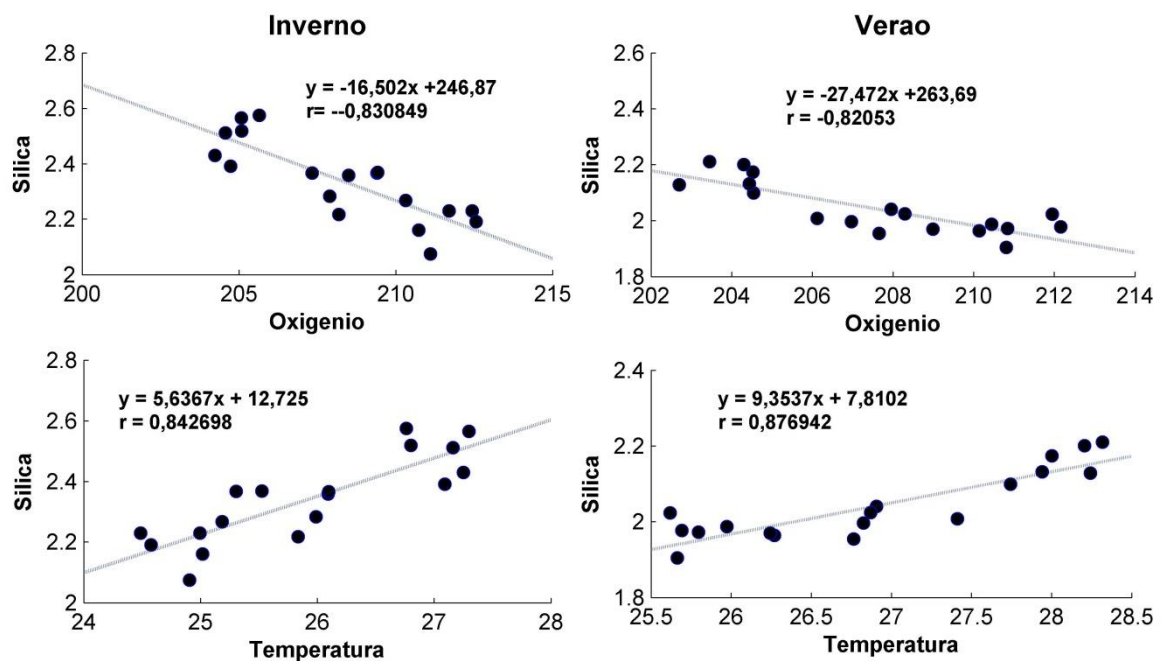 Inverno
2.8
2.6
2.4
2.2
2
Silica
y = -16,502x +246,87
r= --0,830849
200
205
210
215
Oxigenio
Verao
2.6
2.4
2.2
2
1.8
Silica
y = -27,472x +263,69
r = -0,82053
202
204
206
208
210
212
214
Oxigenio
2.8
2.6
2.4
2.2
2
Silica
y = 5,6367x + 12,725
r = 0,842698
24
25
26
27
28
Temperatura
2.4
2.2
2
1.8
Silica
y = 9,3537x + 7,8102
r = 0,876942
25.5
26
26.5
27
27.5
28
28.5
Temperatura